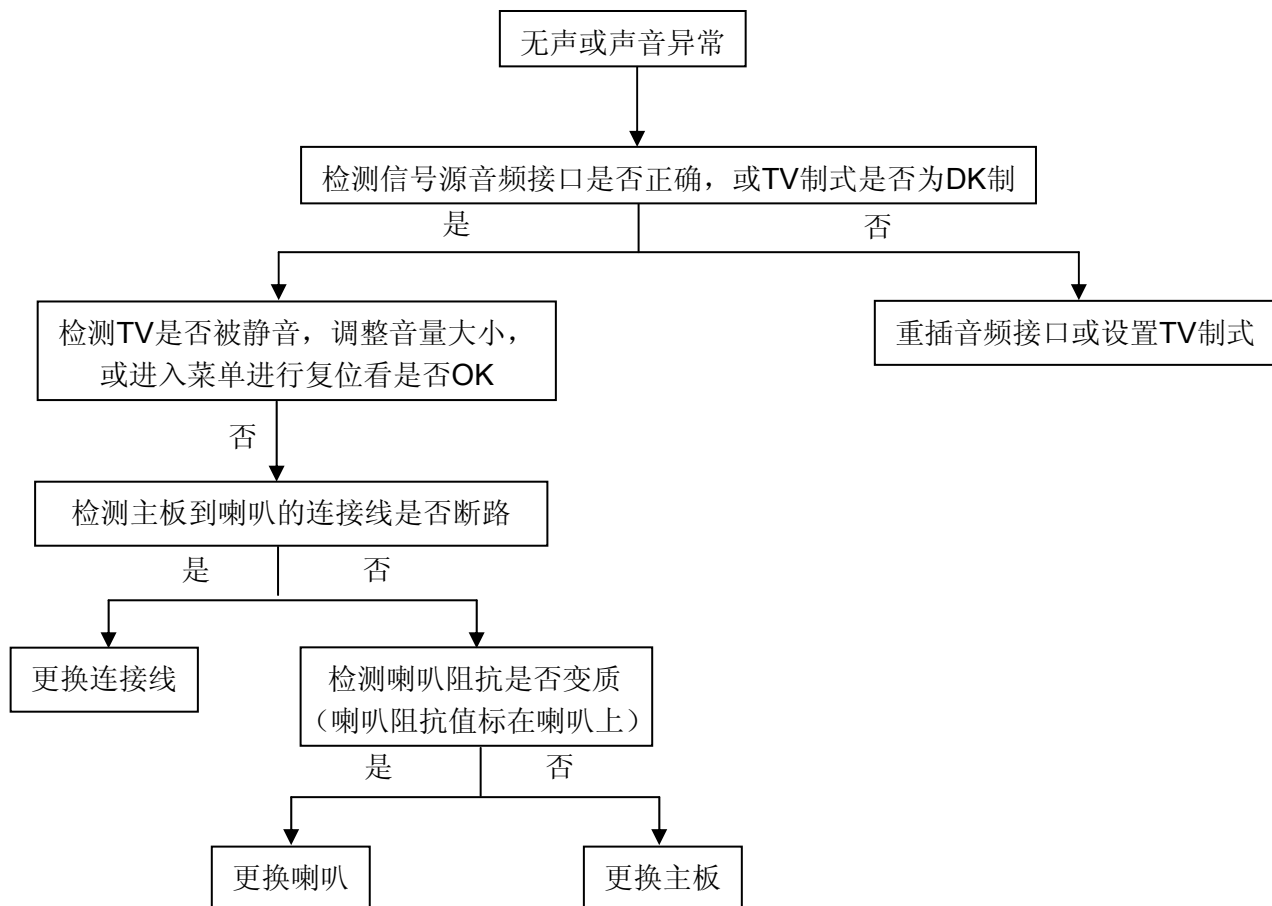 无声或声音异常
检测信号源音频接口是否正确，或TV制式是否为DK制
是
否
检测TV是否被静音，调整音量大小，
或进入菜单进行复位看是否OK
重插音频接口或设置TV制式
否
检测主板到喇叭的连接线是否断路
是
否
更换连接线
检测喇叭阻抗是否变质
（喇叭阻抗值标在喇叭上）
是
否
更换喇叭
更换主板